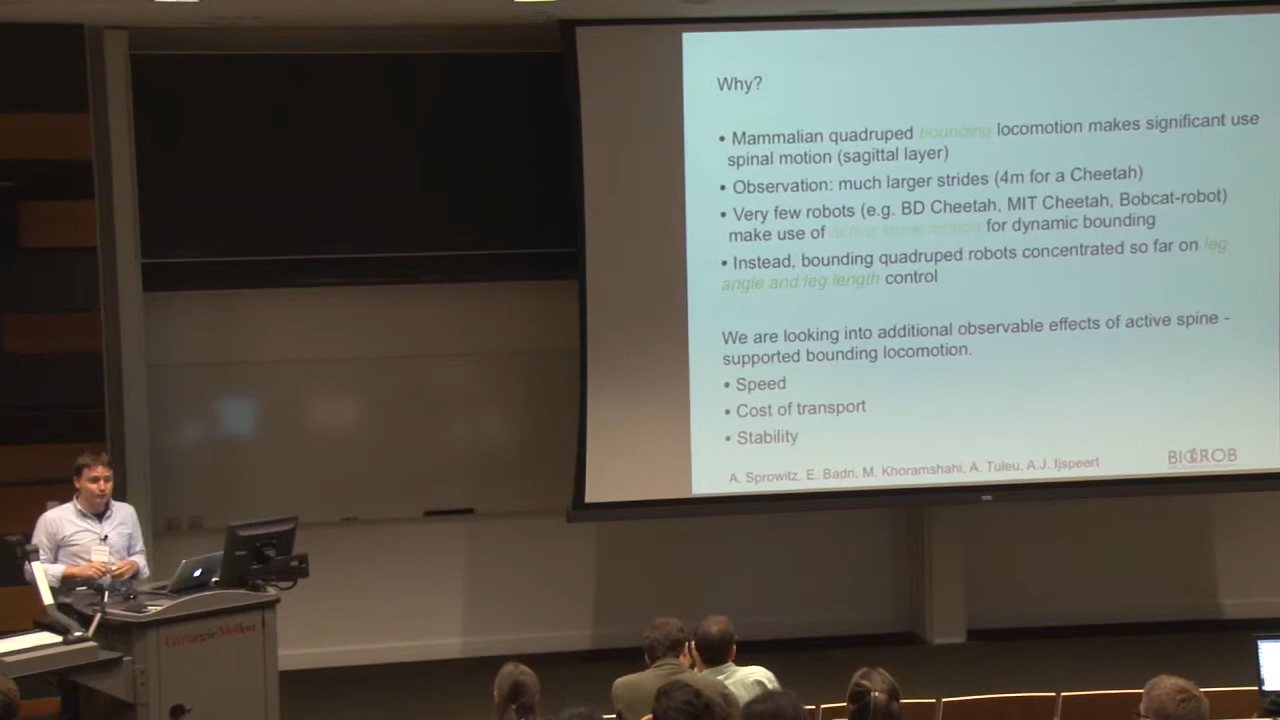 Why?
• Mammalian quadruped bounding locomotion makes significant use
spinal motion (sagittal layer)
• Observation: much larger strides (4m for a Cheetah)
• Very few robots (e.g. BD Cheetah, MIT Cheetah, Bobcat-robot)
make use of active spine motion for dynamic bounding
• Instead, bounding quadruped robots concentrated so far on leg
angle and leg length control
We are looking into additional observable effects of active spine -
supported bounding locomotion.
• Speed
• Cost of transport
• Stability
A. Sprowitz, E. Badri, M. Khoramshahi, A. Tuleu, A.J. Ijspeert
BIOROB
Carnegie Mellon